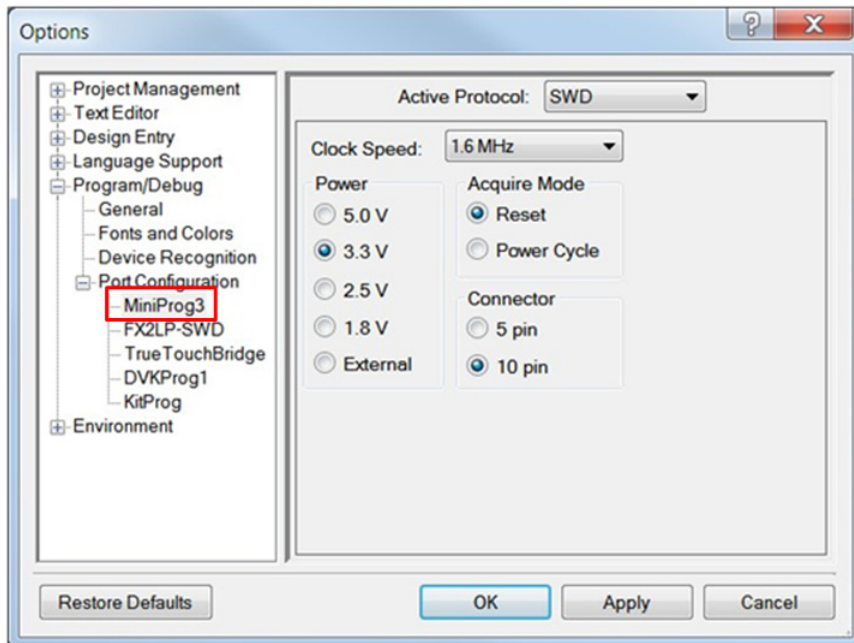 Options
Project Management
Text Editor
Design Entry
Language Support
Program/Debug
General
Fonts and Colors
Device Recognition
Port Configuration
MiniProg3
FX2LP-SWD
TrueTouchBridge
DVKProg1
KitProg
Environment
Active Protocol: SWD
Clock Speed: 1.6 MHz
Power
5.0 V
3.3 V
2.5 V
1.8 V
External
Acquire Mode
Reset
Power Cycle
Connector
5 pin
10 pin
Restore Defaults
OK
Apply
Cancel